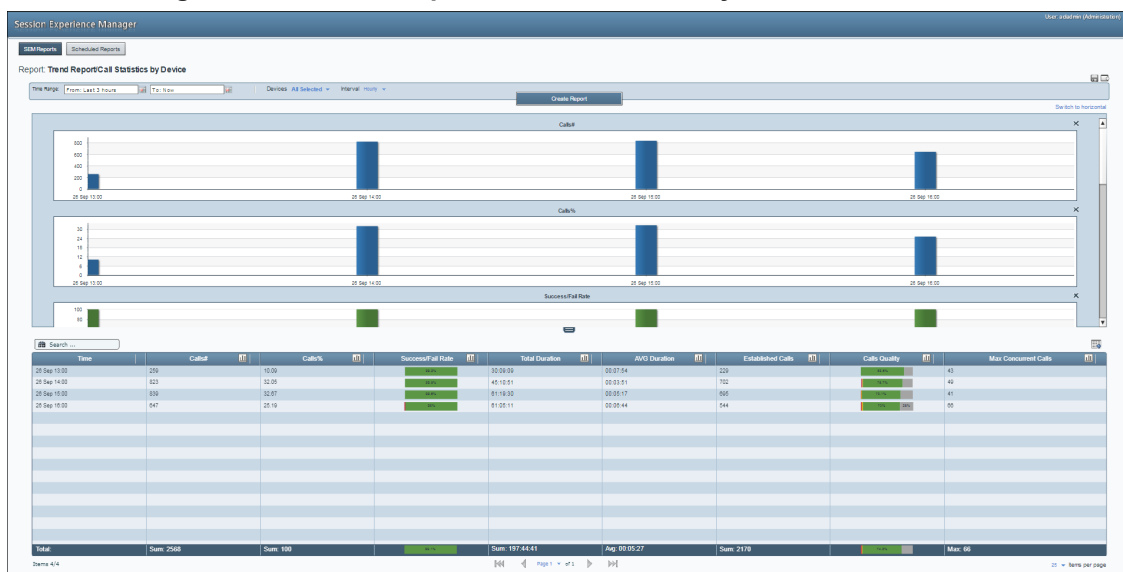 Session Experience Manager
User: adadmin (Administration)
SEM Reports Scheduled Reports
Report: Trend Report/Call Statistics by Device
Time Range: From: Last 3 hours To: Now Devices All Selected Interval Hourly
Create Report
Switch to horizontal
Calls#
800
600
400
200
0
26 Sep 13:00 26 Sep 14:00 26 Sep 15:00 26 Sep 16:00
Calls%
30
24
18
12
6
0
26 Sep 13:00 26 Sep 14:00 26 Sep 15:00 26 Sep 16:00
Success/Fail Rate
100
80
Search ...
Time Calls# Calls% Success/Fail Rate Total Duration AVG Duration Established Calls Calls Quality Max Concurrent Calls
26 Sep 13:00 259 10.09 30:09:09 00:07:54 229 43
26 Sep 14:00 823 32.05 45:10:51 00:03:51 702 49
26 Sep 15:00 839 32.67 61:19:30 00:05:17 695 41
26 Sep 16:00 647 25.19 61:05:11 00:06:44 544 66
Total: Sum: 2568 Sum: 100 Sum: 197:44:41 Avg: 00:05:27 Sum: 2170 Max: 66
Items 4/4 Page 1 of 1 25 items per page